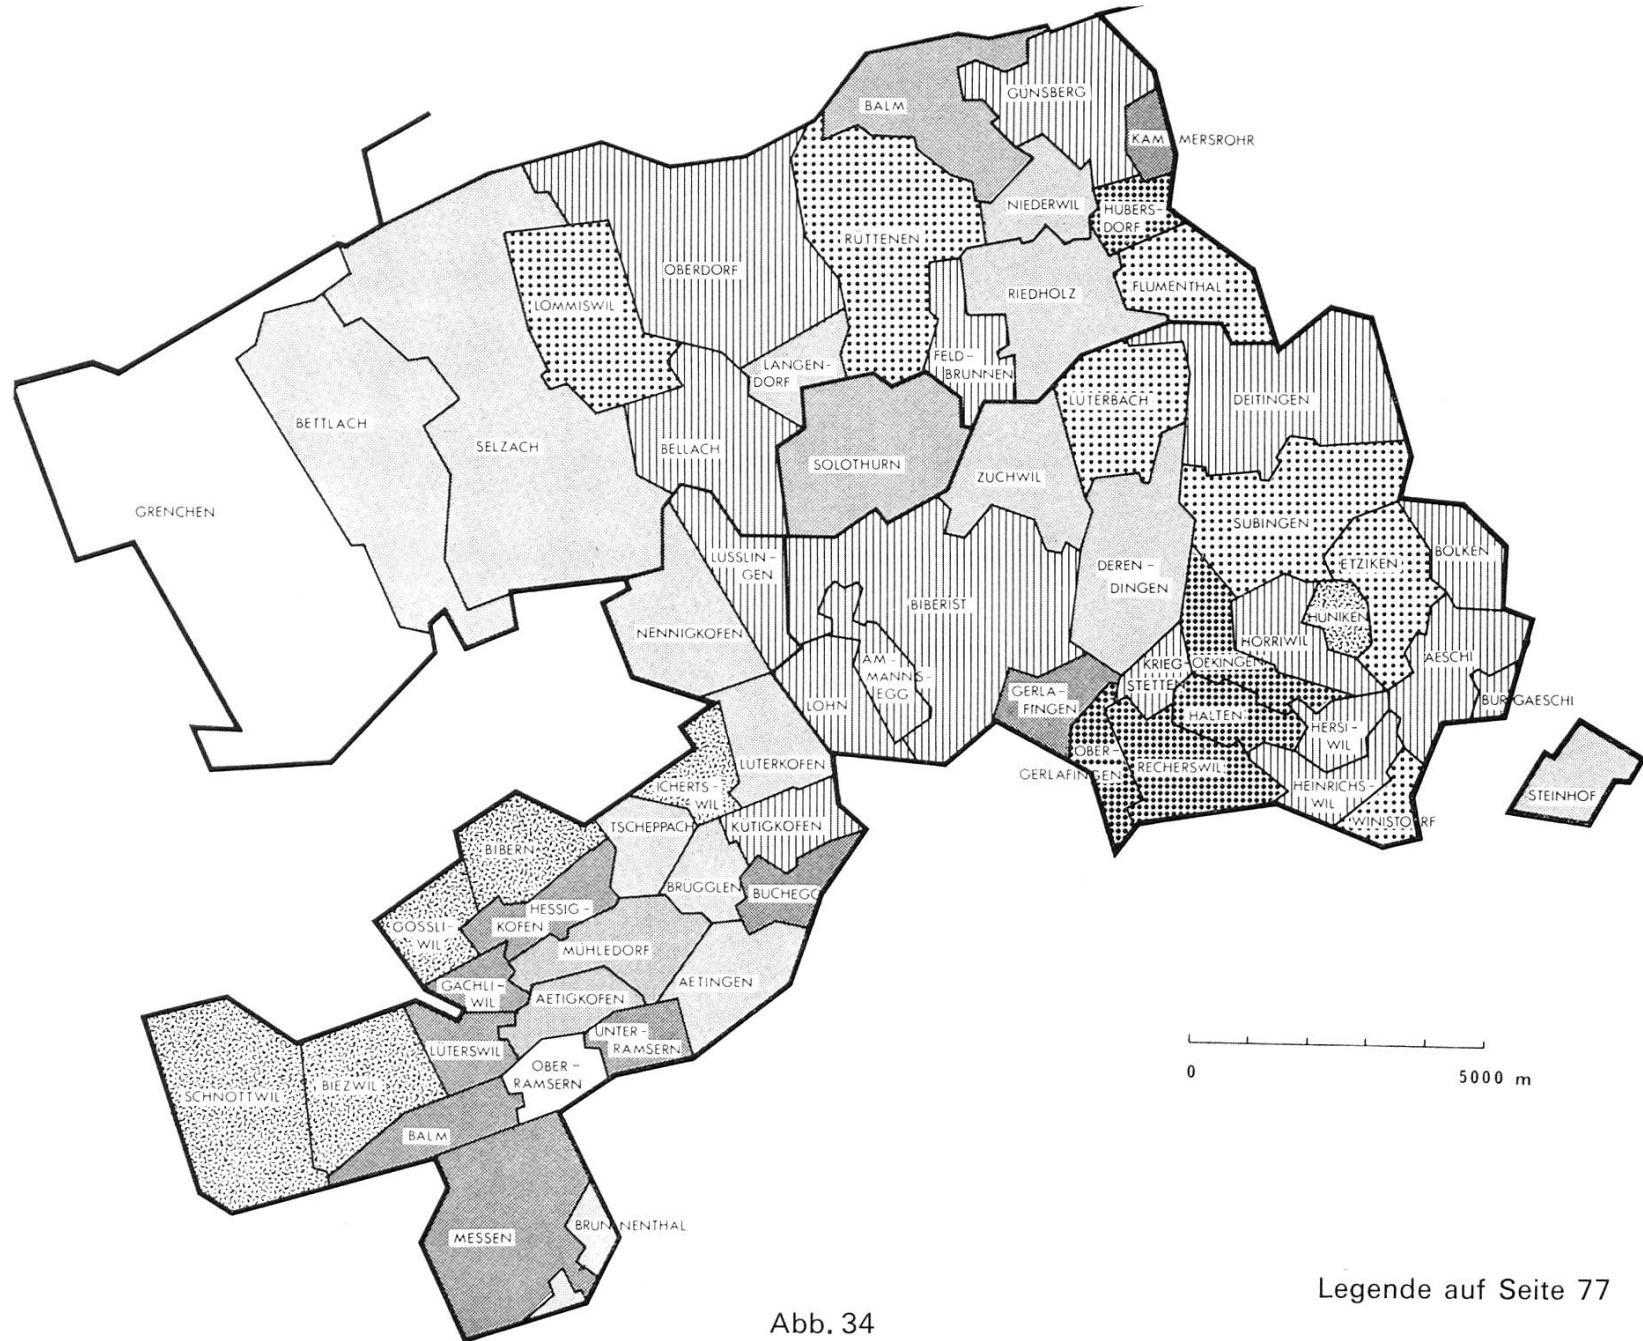 GÜNSBERG
BALM
KAM MERSROHR
NIEDERWIL
HUBERS-
DORF
RÜTTENEN
OBERDORF
FLUMENTHAL
RIEDHOLZ
LOMMISWIL
FELD-
BRUNNEN
LANGEN-
DORF
LUTERBACH
DEITINGEN
BETTLACH
SELZACH
BELLACH
SOLOTHURN
ZUCHWIL
GRENCHEN
SUBINGEN
BOLKEN
LÜSSLIN-
GEN
ETZIKEN
DEREN-
DINGEN
BIBERIST
HÜNIKEN
NENNIGKOFEN
HORRIWIL
AESCHI
AM-
MANNS-
EGG
KRIEG-
STETTEN
OEKINGEN
LOHN
GERLA-
FINGEN
BURGAESCHI
HALTEN
HERSI-
WIL
LÜTERKOFEN
OBER-
GERLAFINGEN
RECHERSWIL
ICHERTS-
WIL
HEINRICHS-
WIL
STEINHOF
TSCHEPPACH
KÜTIGKOFEN
WINISTORF
BIBERN
BRÜGGLEN
BUCHEGG
HESSIG-
KOFEN
GOSSLI-
WIL
MÜHLEDORF
AETINGEN
GÄCHLI-
WIL
AETIGKOFEN
UNTER-
RAMSERN
LÜTERSWIL
OBER-
RAMSERN
SCHNOTTWIL
BIEZWIL
0 5000 m
BALM
BRUNNENTHAL
MESSEN
Legende auf Seite 77
Abb. 34